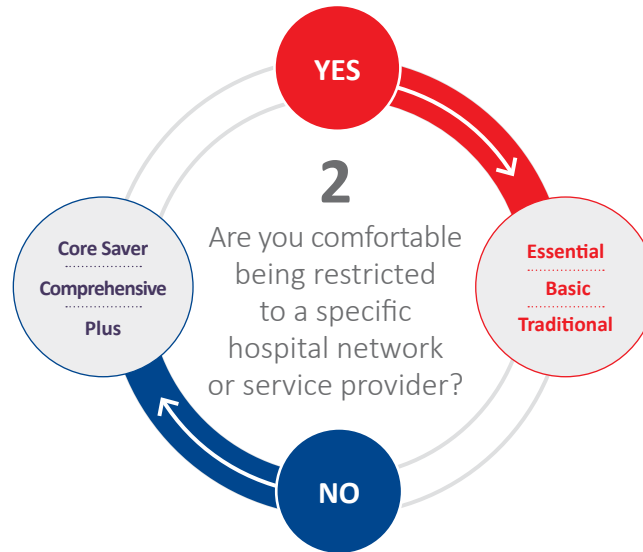 YES
2
Are you comfortable
being restricted
to a specific
hospital network
or service provider?
Core Saver
Comprehensive
Plus
Essential
Basic
Traditional
NO